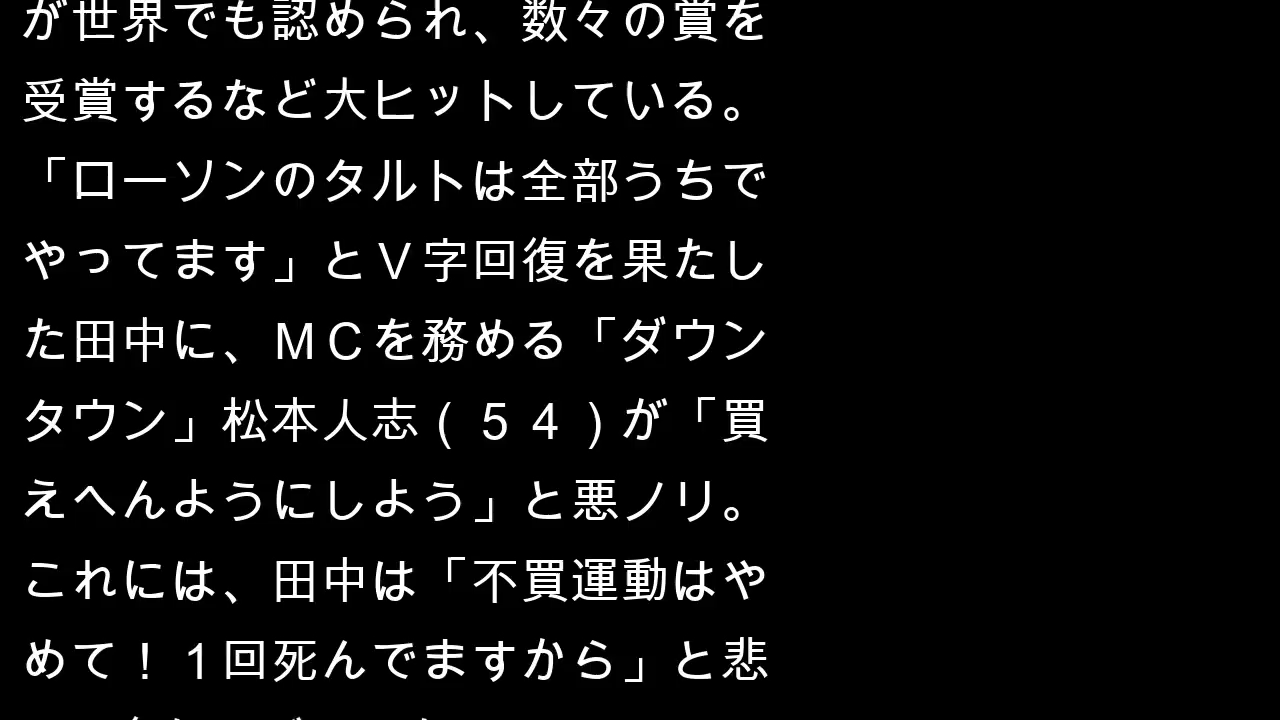 が世界でも認められ、数々の賞を
受賞するなど大ヒットしている。
「ローソンのタルトは全部うちで
やってます」とＶ字回復を果たし
た田中に、ＭＣを務める「ダウン
タウン」松本人志(５４)が「買
えへんようにしよう」と悪ノリ。
これには、田中は「不買運動はや
めて！１回死んでますから」と悲